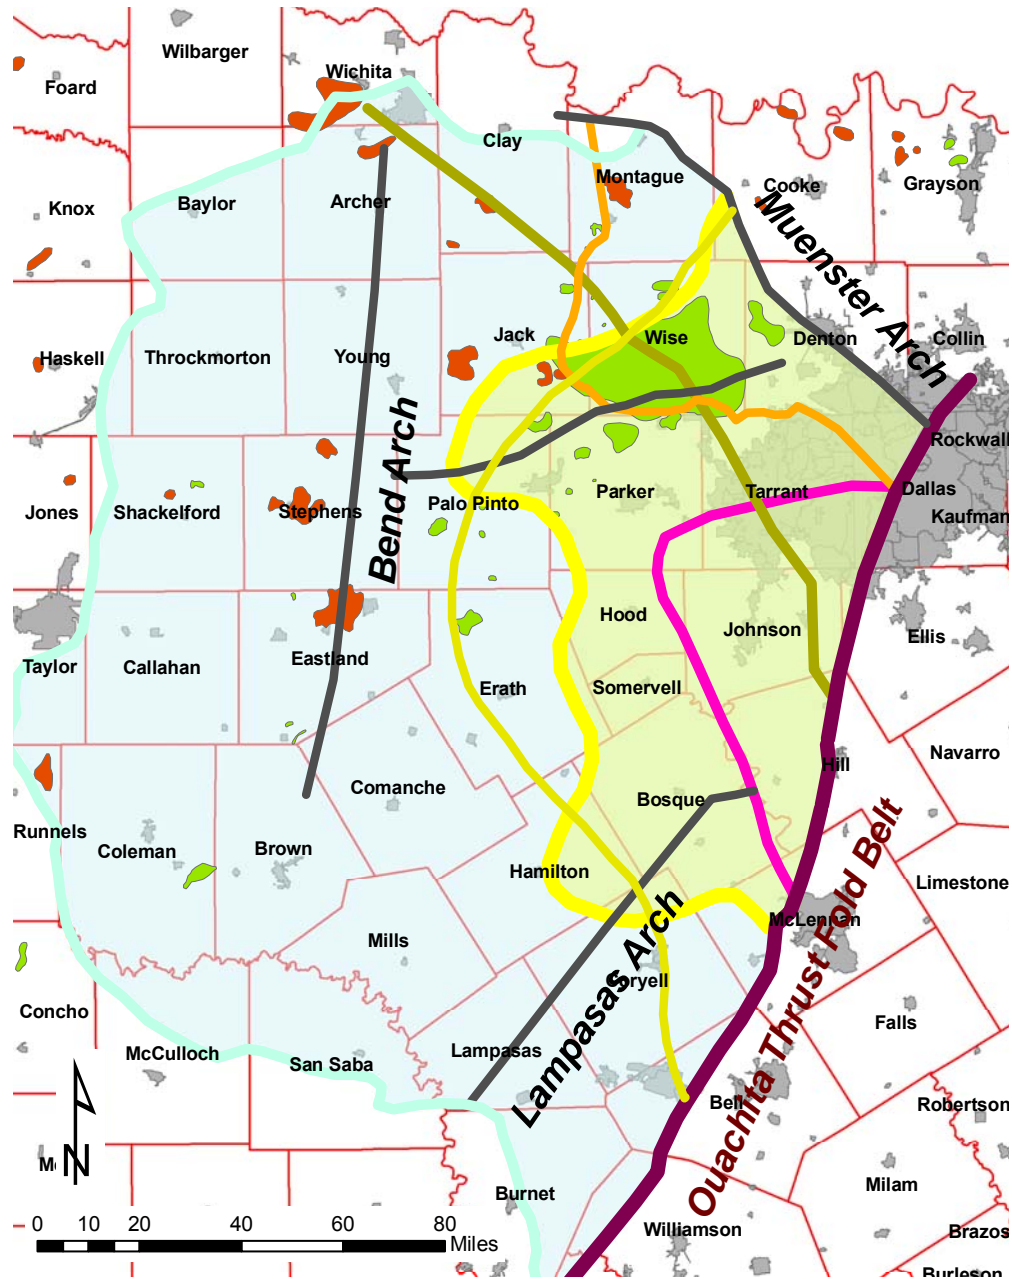 Wilbarger
Wichita
Foard
Clay
Montague
Cooke
Grayson
Knox
Baylor
Archer
Muenster Arch
Jack
Wise
Denton
Collin
Haskell
Throckmorton
Young
Bend Arch
Rockwall
Jones
Shackelford
Stephens
Palo Pinto
Parker
Tarrant
Dallas
Kaufman
Hood
Johnson
Ellis
Taylor
Callahan
Eastland
Erath
Somervell
Navarro
Hill
Comanche
Bosque
Runnels
Coleman
Brown
Hamilton
Limestone
McLennan
Ouachita Thrust Fold Belt
Mills
Lampasas Arch
oryell
Concho
Falls
McCulloch
San Saba
Lampasas
Bell
Robertson
N
Milam
Burnet
Williamson
Brazos
0 10 20 40 60 80
Miles
Burleson